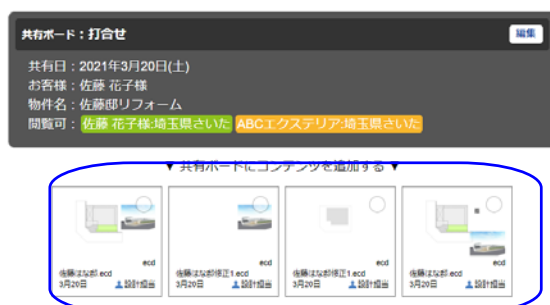 共有ボード：打合せ
編集
共有日：2021年3月20日(土)
お客様：佐藤 花子様
物件名：佐藤邸リフォーム
閲覧可：佐藤 花子様:埼玉県さいた ABCエクステリア:埼玉県さいた
▼ 共有ボードにコンテンツを追加する ▼
ecd
佐藤はな邸.ecd
3月20日 設計担当
ecd
佐藤はな邸修正1.ecd
3月20日 設計担当
ecd
佐藤はな邸修正1.ecd
3月20日 設計担当
ecd
佐藤はな邸.ecd
3月20日 設計担当